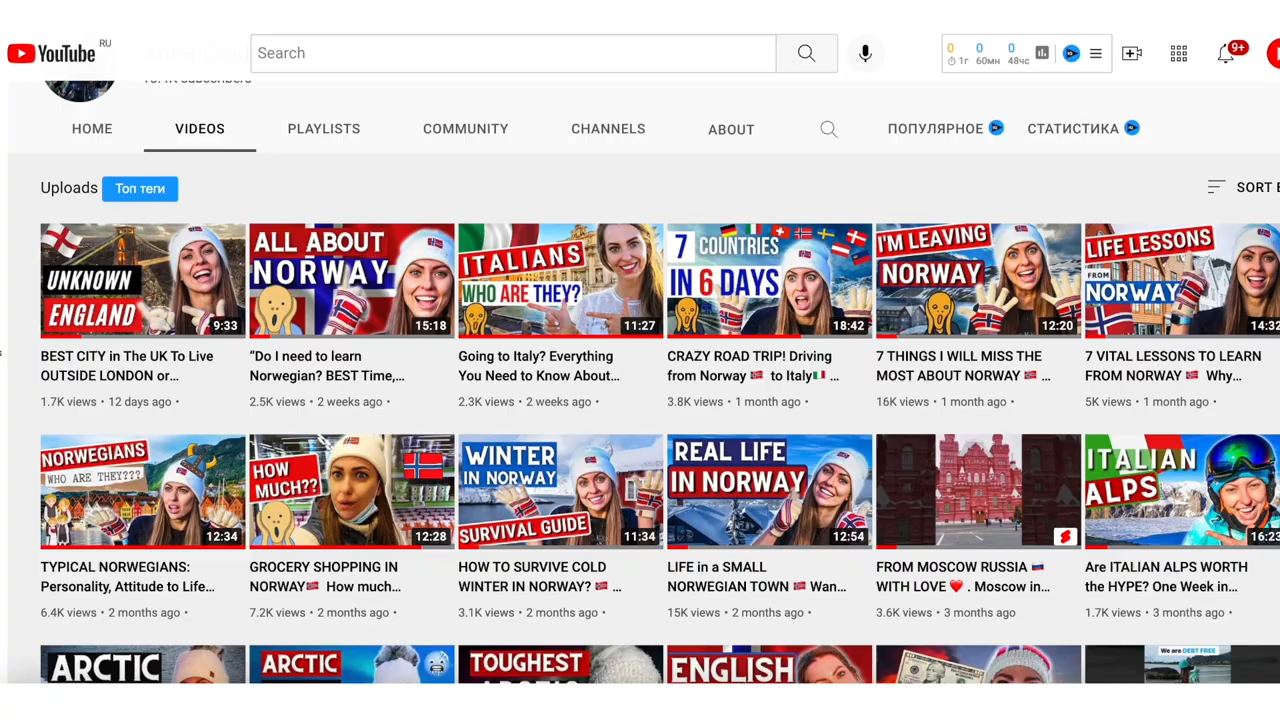 YouTube RU
Search
0 0 0
1г 60мн 48чс
9+
HOME VIDEOS PLAYLISTS COMMUNITY CHANNELS ABOUT ПОПУЛЯРНОЕ СТАТИСТИКА
Uploads Топ теги
SORT
UNKNOWN
ENGLAND
9:33
ALL ABOUT
NORWAY
15:18
ITALIANS
WHO ARE THEY?
11:27
7 COUNTRIES
IN 6 DAYS
18:42
I'M LEAVING
NORWAY
12:20
LIFE LESSONS
FROM
NORWAY
14:32
BEST CITY in The UK To Live
OUTSIDE LONDON or…
1.7K views • 12 days ago •
“Do I need to learn
Norwegian? BEST Time,…
2.5K views • 2 weeks ago •
Going to Italy? Everything
You Need to Know About…
2.3K views • 2 weeks ago •
CRAZY ROAD TRIP! Driving
from Norway 🇳🇴 to Italy🇮🇹 …
3.8K views • 1 month ago •
7 THINGS I WILL MISS THE
MOST ABOUT NORWAY 🇳🇴 …
16K views • 1 month ago •
7 VITAL LESSONS TO LEARN
FROM NORWAY 🇳🇴 Why…
5K views • 1 month ago •
NORWEGIANS
WHO ARE THEY???
12:34
HOW
MUCH??
12:28
WINTER
IN NORWAY
SURVIVAL GUIDE
11:34
REAL LIFE
IN NORWAY
12:54
ITALIAN
ALPS
16:23
TYPICAL NORWEGIANS:
Personality, Attitude to Life…
6.4K views • 2 months ago •
GROCERY SHOPPING IN
NORWAY🇳🇴 How much…
7.2K views • 2 months ago •
HOW TO SURVIVE COLD
WINTER IN NORWAY? 🇳🇴 …
3.1K views • 2 months ago •
LIFE in a SMALL
NORWEGIAN TOWN 🇳🇴 Wan…
15K views • 2 months ago •
FROM MOSCOW RUSSIA 🇷🇺
WITH LOVE ❤️ . Moscow in…
3.6K views • 3 months ago
Are ITALIAN ALPS WORTH
the HYPE? One Week in…
1.7K views • 3 months ago •
ARCTIC
ARCTIC
TOUGHEST
ENGLISH
We are DEBT FREE